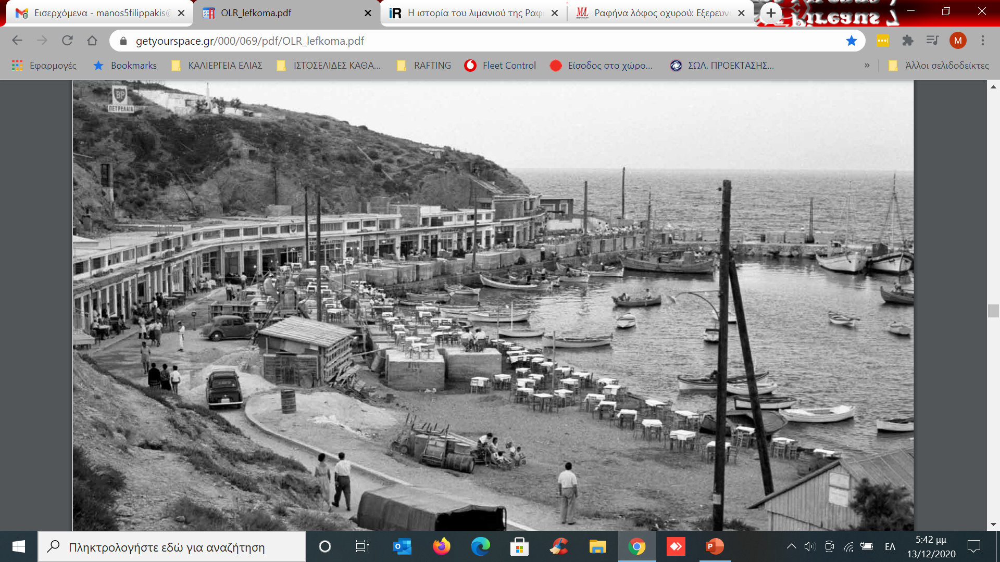 Εισερχόμενα - manos5filippakis@
OLR_lefkoma.pdf
iR Η ιστορία του λιμανιού της Ραφ
Ραφήνα λόφος οχυρού: Εξερευν
getyourspace.gr/000/069/pdf/OLR_lefkoma.pdf
M
Εφαρμογές
Bookmarks
ΚΑΛΙΕΡΓΕΙΑ ΕΛΙΑΣ
ΙΣΤΟΣΕΛΙΔΕΣ ΚΑΘΑ...
RAFTING
Fleet Control
Είσοδος στο χώρο...
ΣΩΛ. ΠΡΟΕΚΤΑΣΗΣ...
»
Άλλοι σελιδοδείκτες
BP
ΠΕΤΡΕΛΑΙΑ
Πληκτρολογήστε εδώ για αναζήτηση
ΕΛ
5:42 μμ
13/12/2020